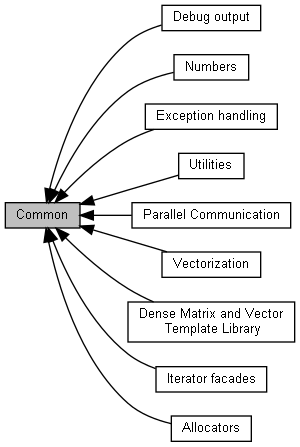 Debug output
Numbers
Exception handling
Utilities
Common
Parallel Communication
Vectorization
Dense Matrix and Vector
Template Library
Iterator facades
Allocators